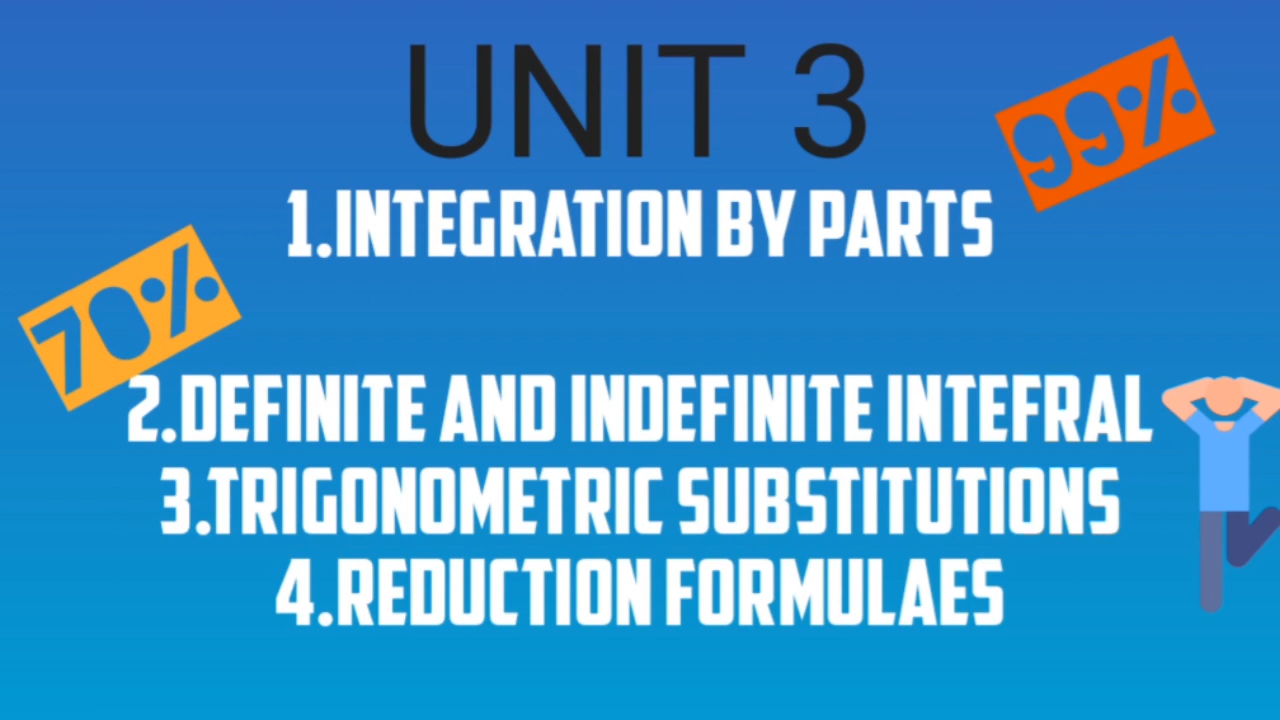 UNIT 3
99%
1.INTEGRATION BY PARTS
70%
2.DEFINITE AND INDEFINITE INTEFRAL
3.TRIGONOMETRIC SUBSTITUTIONS
4.REDUCTION FORMULAES